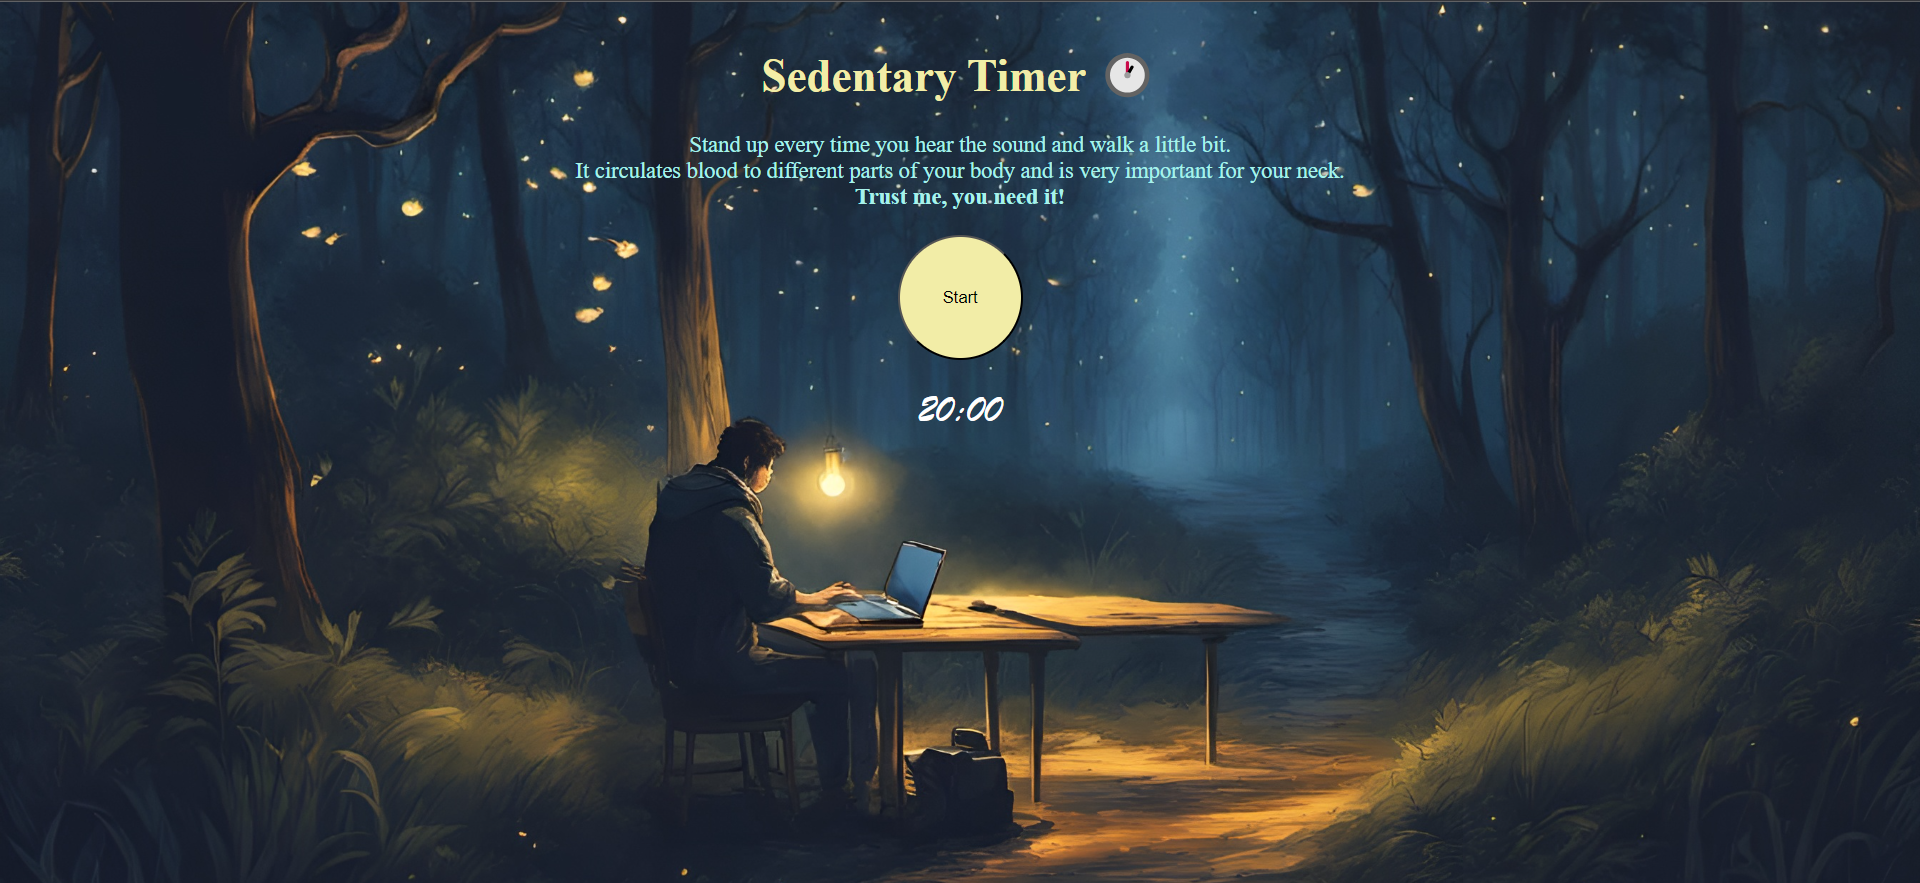 Sedentary Timer 🕐
Stand up every time you hear the sound and walk a little bit.
It circulates blood to different parts of your body and is very important for your neck.
Trust me, you need it!
Start
20:00